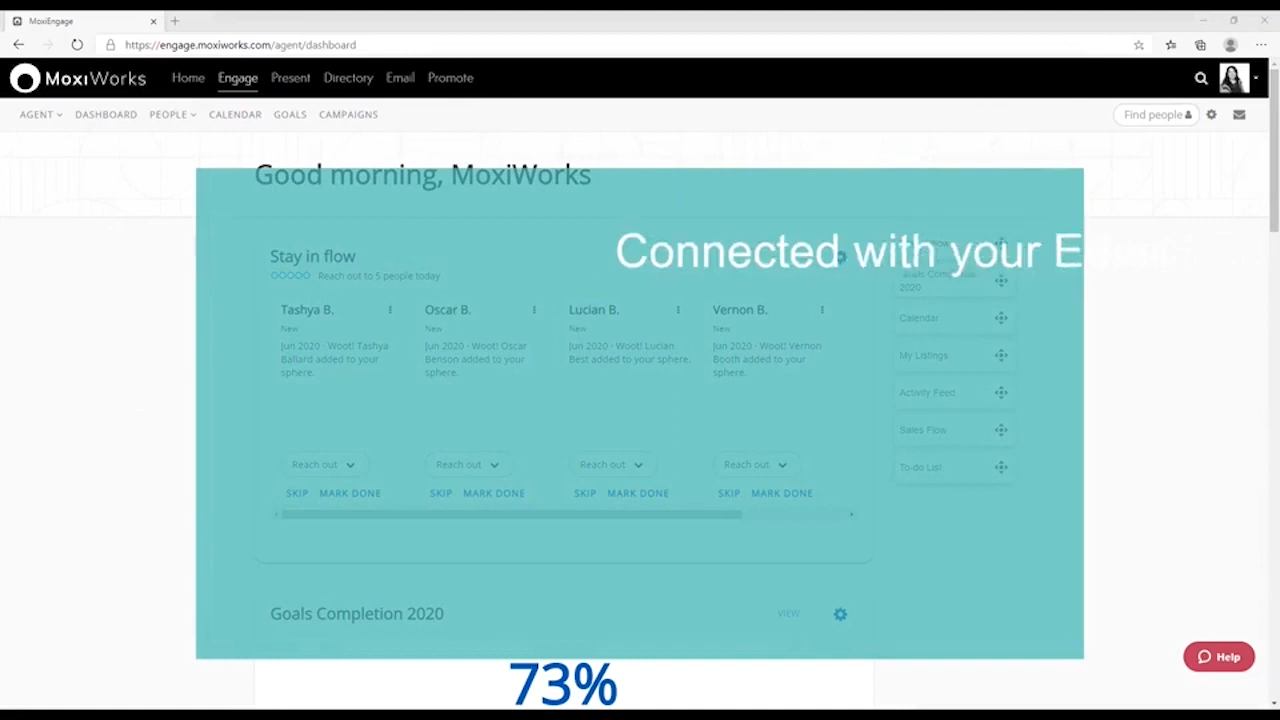 MoxiEngage
https://engage.moxiworks.com/agent/dashboard
MoxiWorks Home Engage Present Directory Email Promote
AGENT DASHBOARD PEOPLE CALENDAR GOALS CAMPAIGNS Find people
Good morning, MoxiWorks
Connected with your
Stay in flow
Reach out to 5 people today
2020
Tashya B.
New
Jun 2020 - Woot! Tashya
Ballard added to your
sphere.
Reach out
SKIP MARK DONE
Oscar B.
New
Jun 2020 - Woot! Oscar
Benson added to your
sphere.
Reach out
SKIP MARK DONE
Lucian B.
New
Jun 2020 - Woot! Lucian
Best added to your sphere.
Reach out
SKIP MARK DONE
Vernon B.
New
Jun 2020 - Woot! Vernon
Booth added to your
sphere.
Reach out
SKIP MARK DONE
Calendar
My Listings
Activity Feed
Sales Flow
To-do List
Goals Completion 2020 VIEW
73%
Help